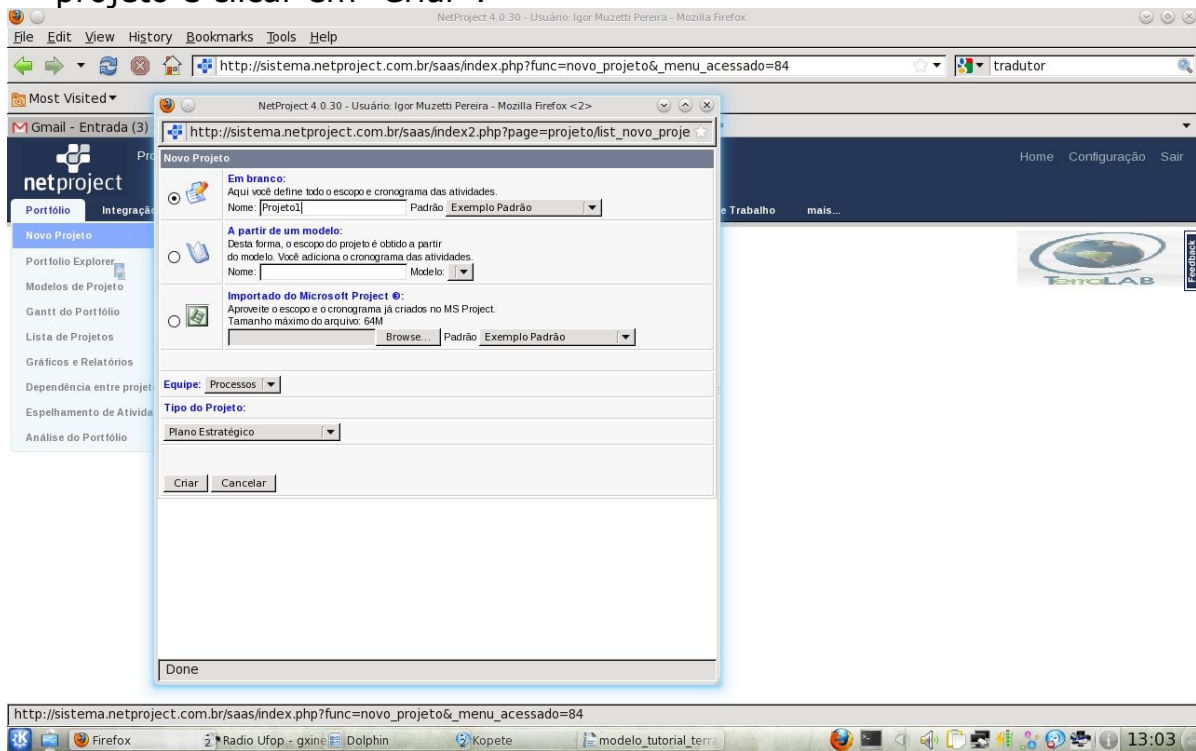 projeto e clicar em "Criar".
NetProject 4.0.30 - Usuário: Igor Muzetti Pereira - Mozilla Firefox
File Edit View History Bookmarks Tools Help
http://sistema.netproject.com.br/saas/index.php?func=novo_projeto&_menu_acessado=84
tradutor
Most Visited
NetProject 4.0.30 - Usuário: Igor Muzetti Pereira - Mozilla Firefox <2>
Gmail - Entrada (3)
http://sistema.netproject.com.br/saas/index2.php?page=projeto/list_novo_proje
netproject
Home Configuração Sair
Portfólio Integração
e Trabalho mais...
Novo Projeto
Portfolio Explorer
Modelos de Projeto
Gantt do Portfólio
Lista de Projetos
Gráficos e Relatórios
Dependência entre projet
Espelhamento de Ativida
Análise do Portfólio
Novo Projeto
Em branco:
Aqui você define todo o escopo e cronograma das atividades.
Nome: Projeto1 Padrão Exemplo Padrão
A partir de um modelo:
Desta forma, o escopo do projeto é obtido a partir
do modelo. Você adiciona o cronograma das atividades.
Nome: Modelo:
Importado do Microsoft Project :
Aproveite o escopo e o cronograma já criados no MS Project.
Tamanho máximo do arquivo: 64M
Browse... Padrão Exemplo Padrão
Equipe: Processos
Tipo do Projeto:
Plano Estratégico
Criar Cancelar
TerraLAB
Feedback
Done
http://sistema.netproject.com.br/saas/index.php?func=novo_projeto&_menu_acessado=84
Firefox 2 Radio Ufop - gxine Dolphin 2 Kopete modelo_tutorial_terra 13:03